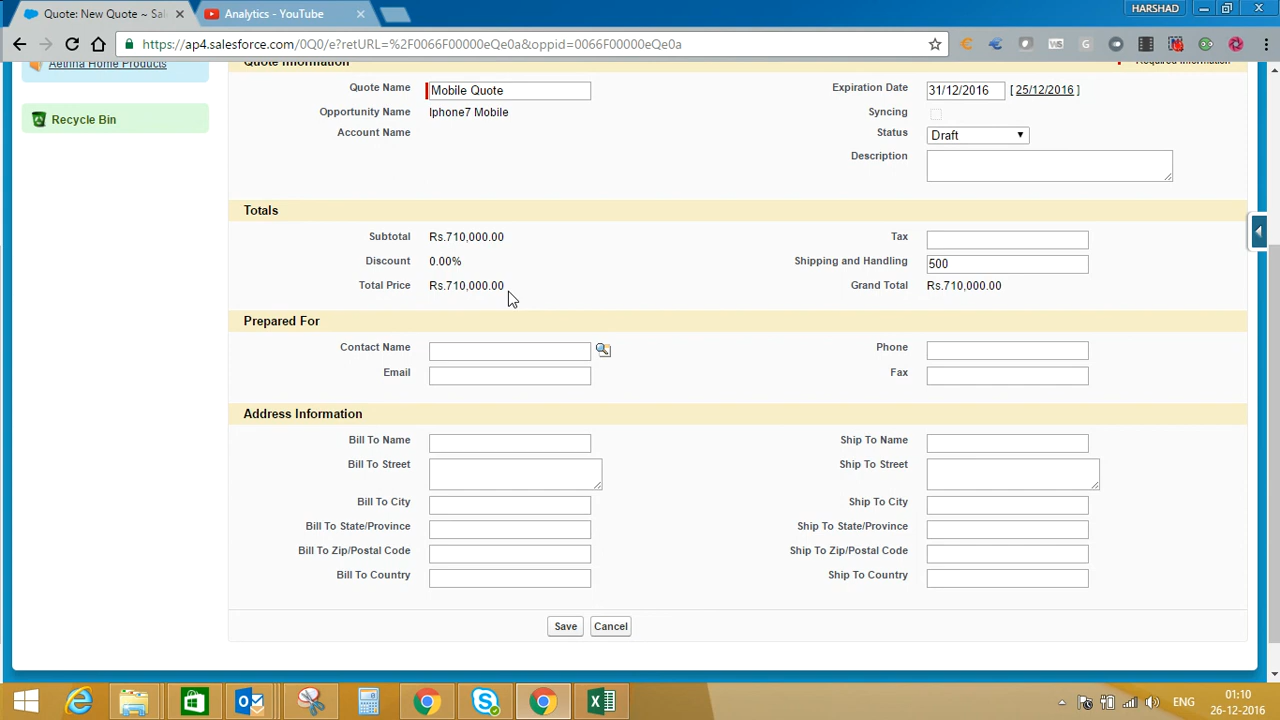 Quote: New Quote ~ Sal
Analytics - YouTube
HARSHAD
https://ap4.salesforce.com/0Q0/e?retURL=%2F0066F00000eQe0a&oppid=0066F00000eQe0a
Aethna Home Products
Recycle Bin
Quote Information
Required Information
Quote Name
Mobile Quote
Expiration Date
31/12/2016
[ 25/12/2016 ]
Opportunity Name
Iphone7 Mobile
Syncing
Account Name
Status
Draft
Description
Totals
Subtotal
Rs.710,000.00
Tax
Discount
0.00%
Shipping and Handling
500
Total Price
Rs.710,000.00
Grand Total
Rs.710,000.00
Prepared For
Contact Name
Phone
Email
Fax
Address Information
Bill To Name
Ship To Name
Bill To Street
Ship To Street
Bill To City
Ship To City
Bill To State/Province
Ship To State/Province
Bill To Zip/Postal Code
Ship To Zip/Postal Code
Bill To Country
Ship To Country
Save
Cancel
ENG
01:10
26-12-2016